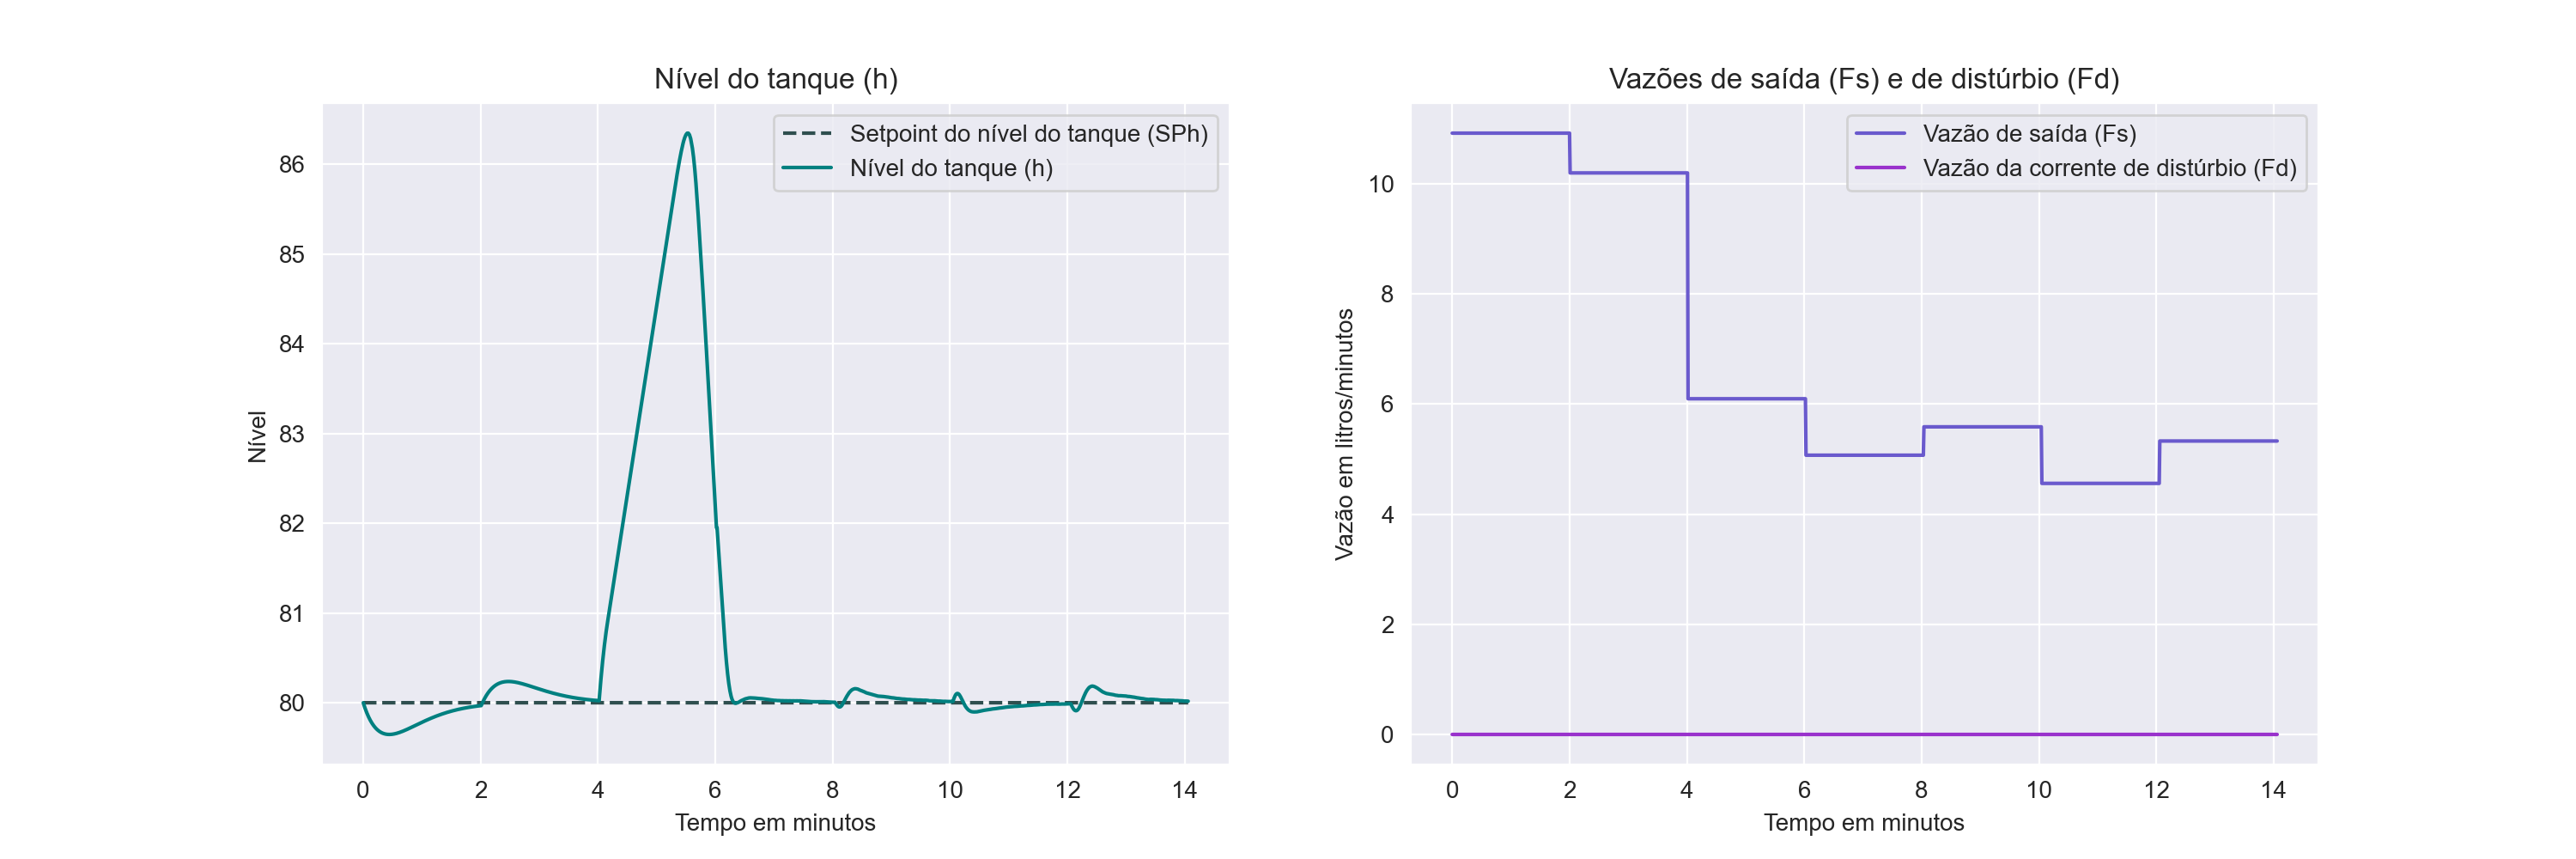 Nível do tanque (h)
Setpoint do nível do tanque (SPh)
Nível do tanque (h)
86
85
84
83
82
81
80
Nível
0 2 4 6 8 10 12 14
Tempo em minutos
Vazões de saída (Fs) e de distúrbio (Fd)
Vazão de saída (Fs)
Vazão da corrente de distúrbio (Fd)
10
8
6
4
2
0
Vazão em litros/minutos
0 2 4 6 8 10 12 14
Tempo em minutos